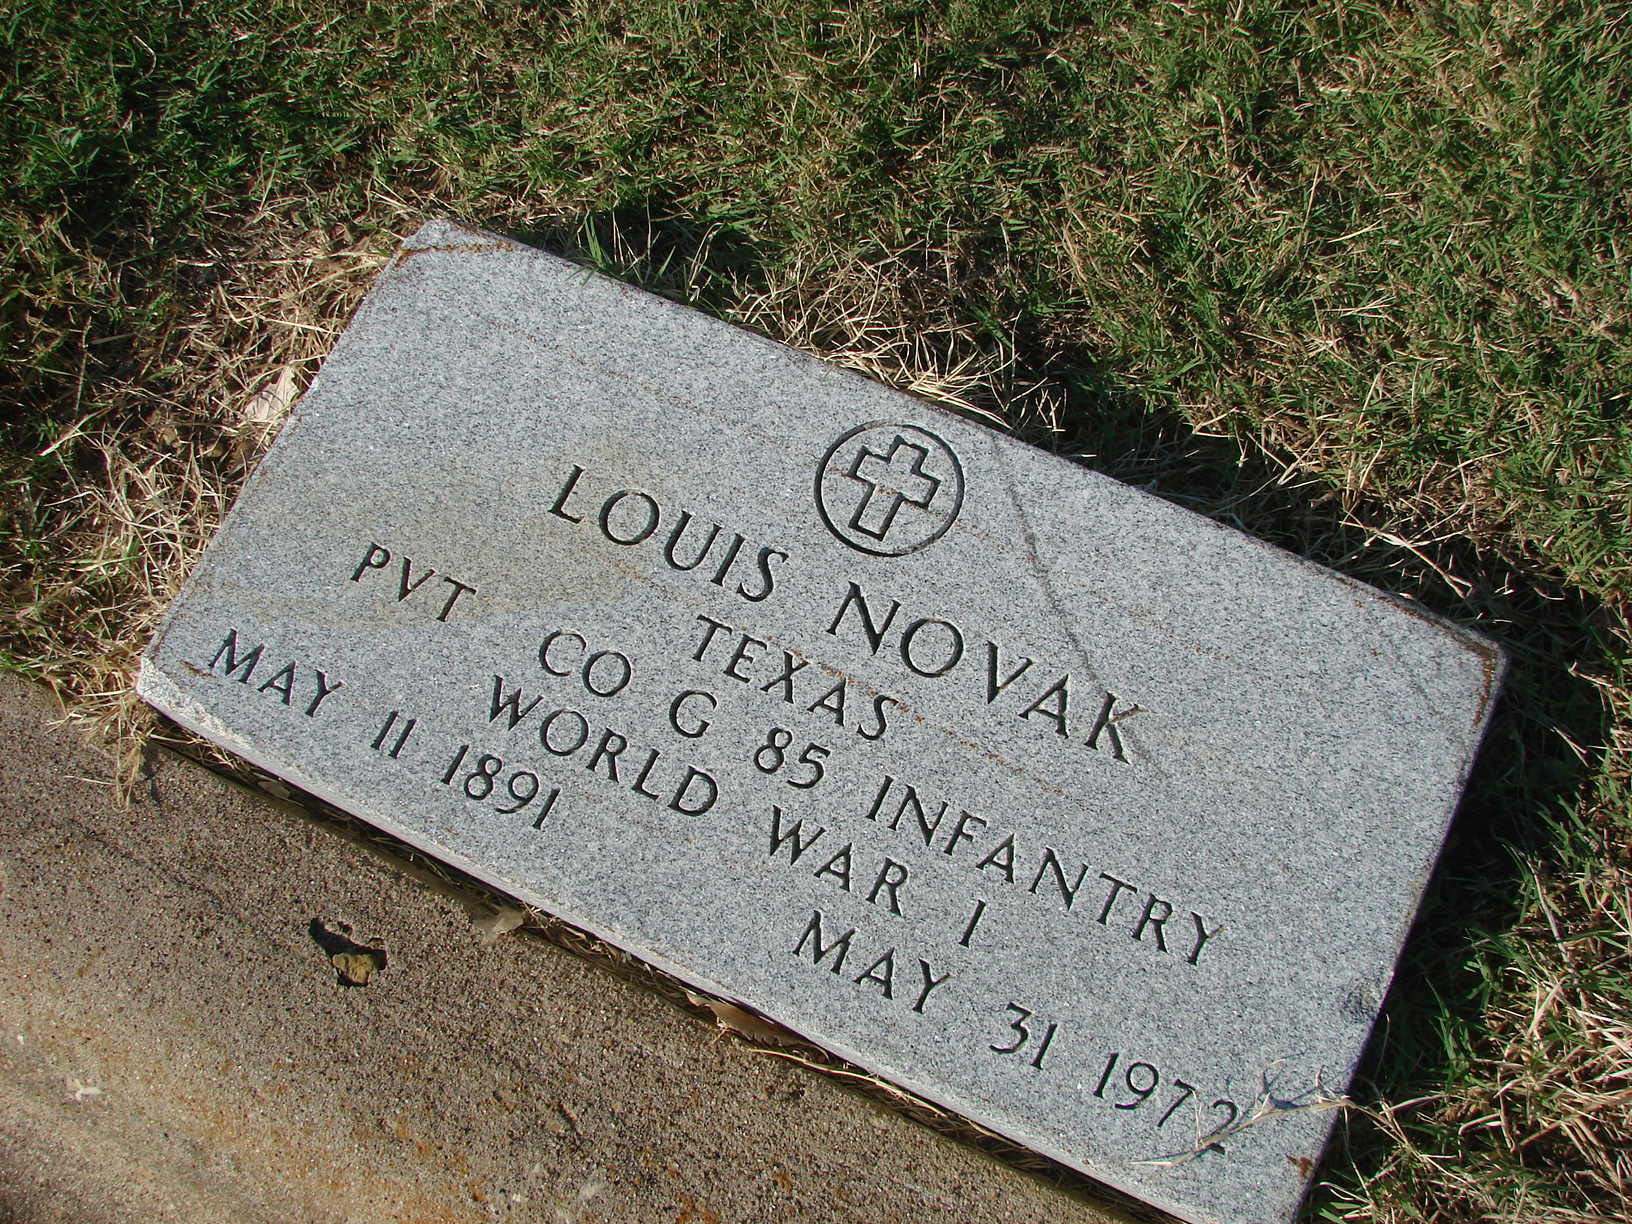 LOUIS NOVAK
TEXAS
PVT CO G 85 INFANTRY
WORLD WAR I
MAY 11 1891 MAY 31 1972